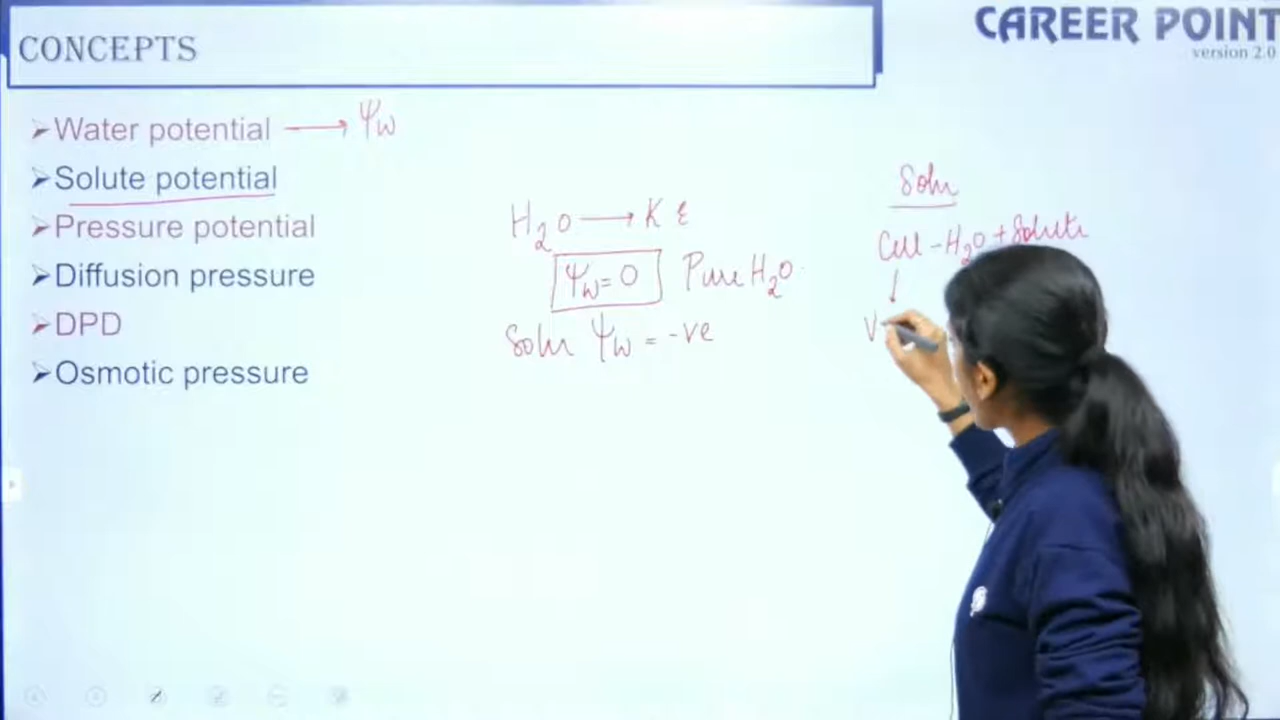 CONCEPTS
CAREER POINT
version 2.0
➢Water potential ⟶ Ψw
➢Solute potential
➢Pressure potential
➢Diffusion pressure
➢DPD
➢Osmotic pressure
H₂O ⟶ K E
Ψw = 0 Pure H₂O
Soln Ψw = -ve
Soln
Cell - H₂O + Solute
↓
V